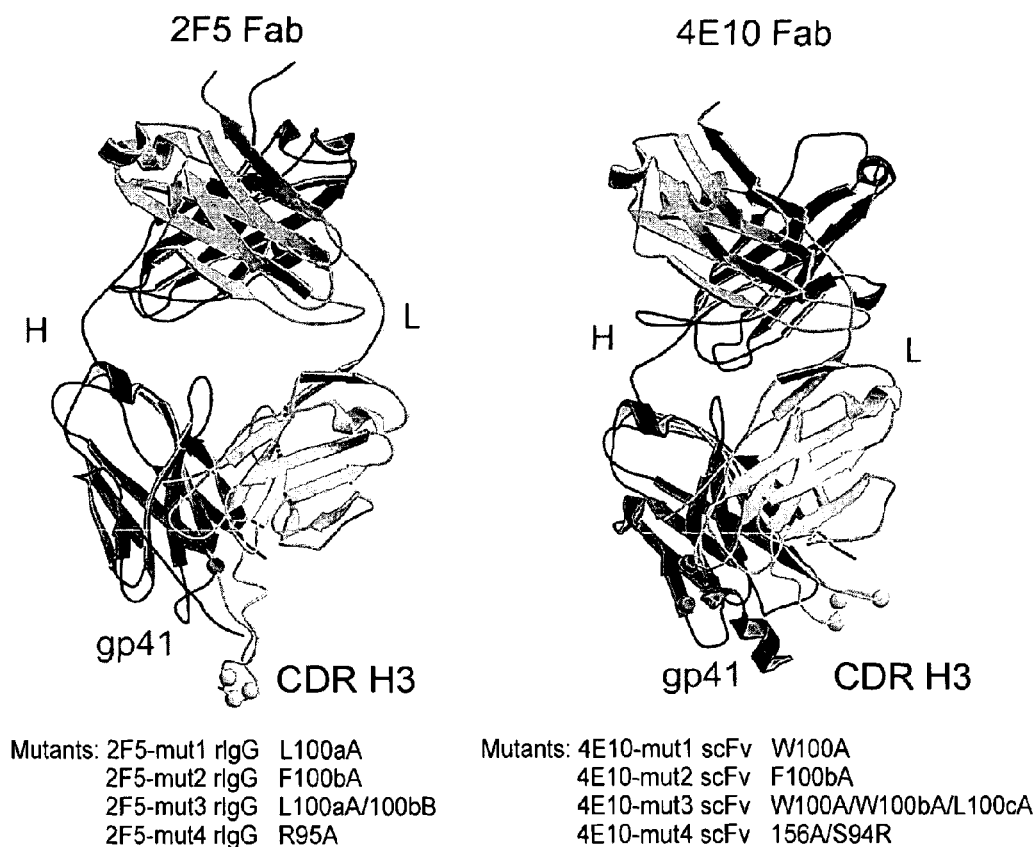 2F5 Fab
4E10 Fab
H
L
H
L
gp41
CDR H3
gp41
CDR H3
Mutants: 2F5-mut1 rIgG L100aA
2F5-mut2 rIgG F100bA
2F5-mut3 rIgG L100aA/100bB
2F5-mut4 rIgG R95A
Mutants: 4E10-mut1 scFv W100A
4E10-mut2 scFv F100bA
4E10-mut3 scFv W100A/W100bA/L100cA
4E10-mut4 scFv 156A/S94R